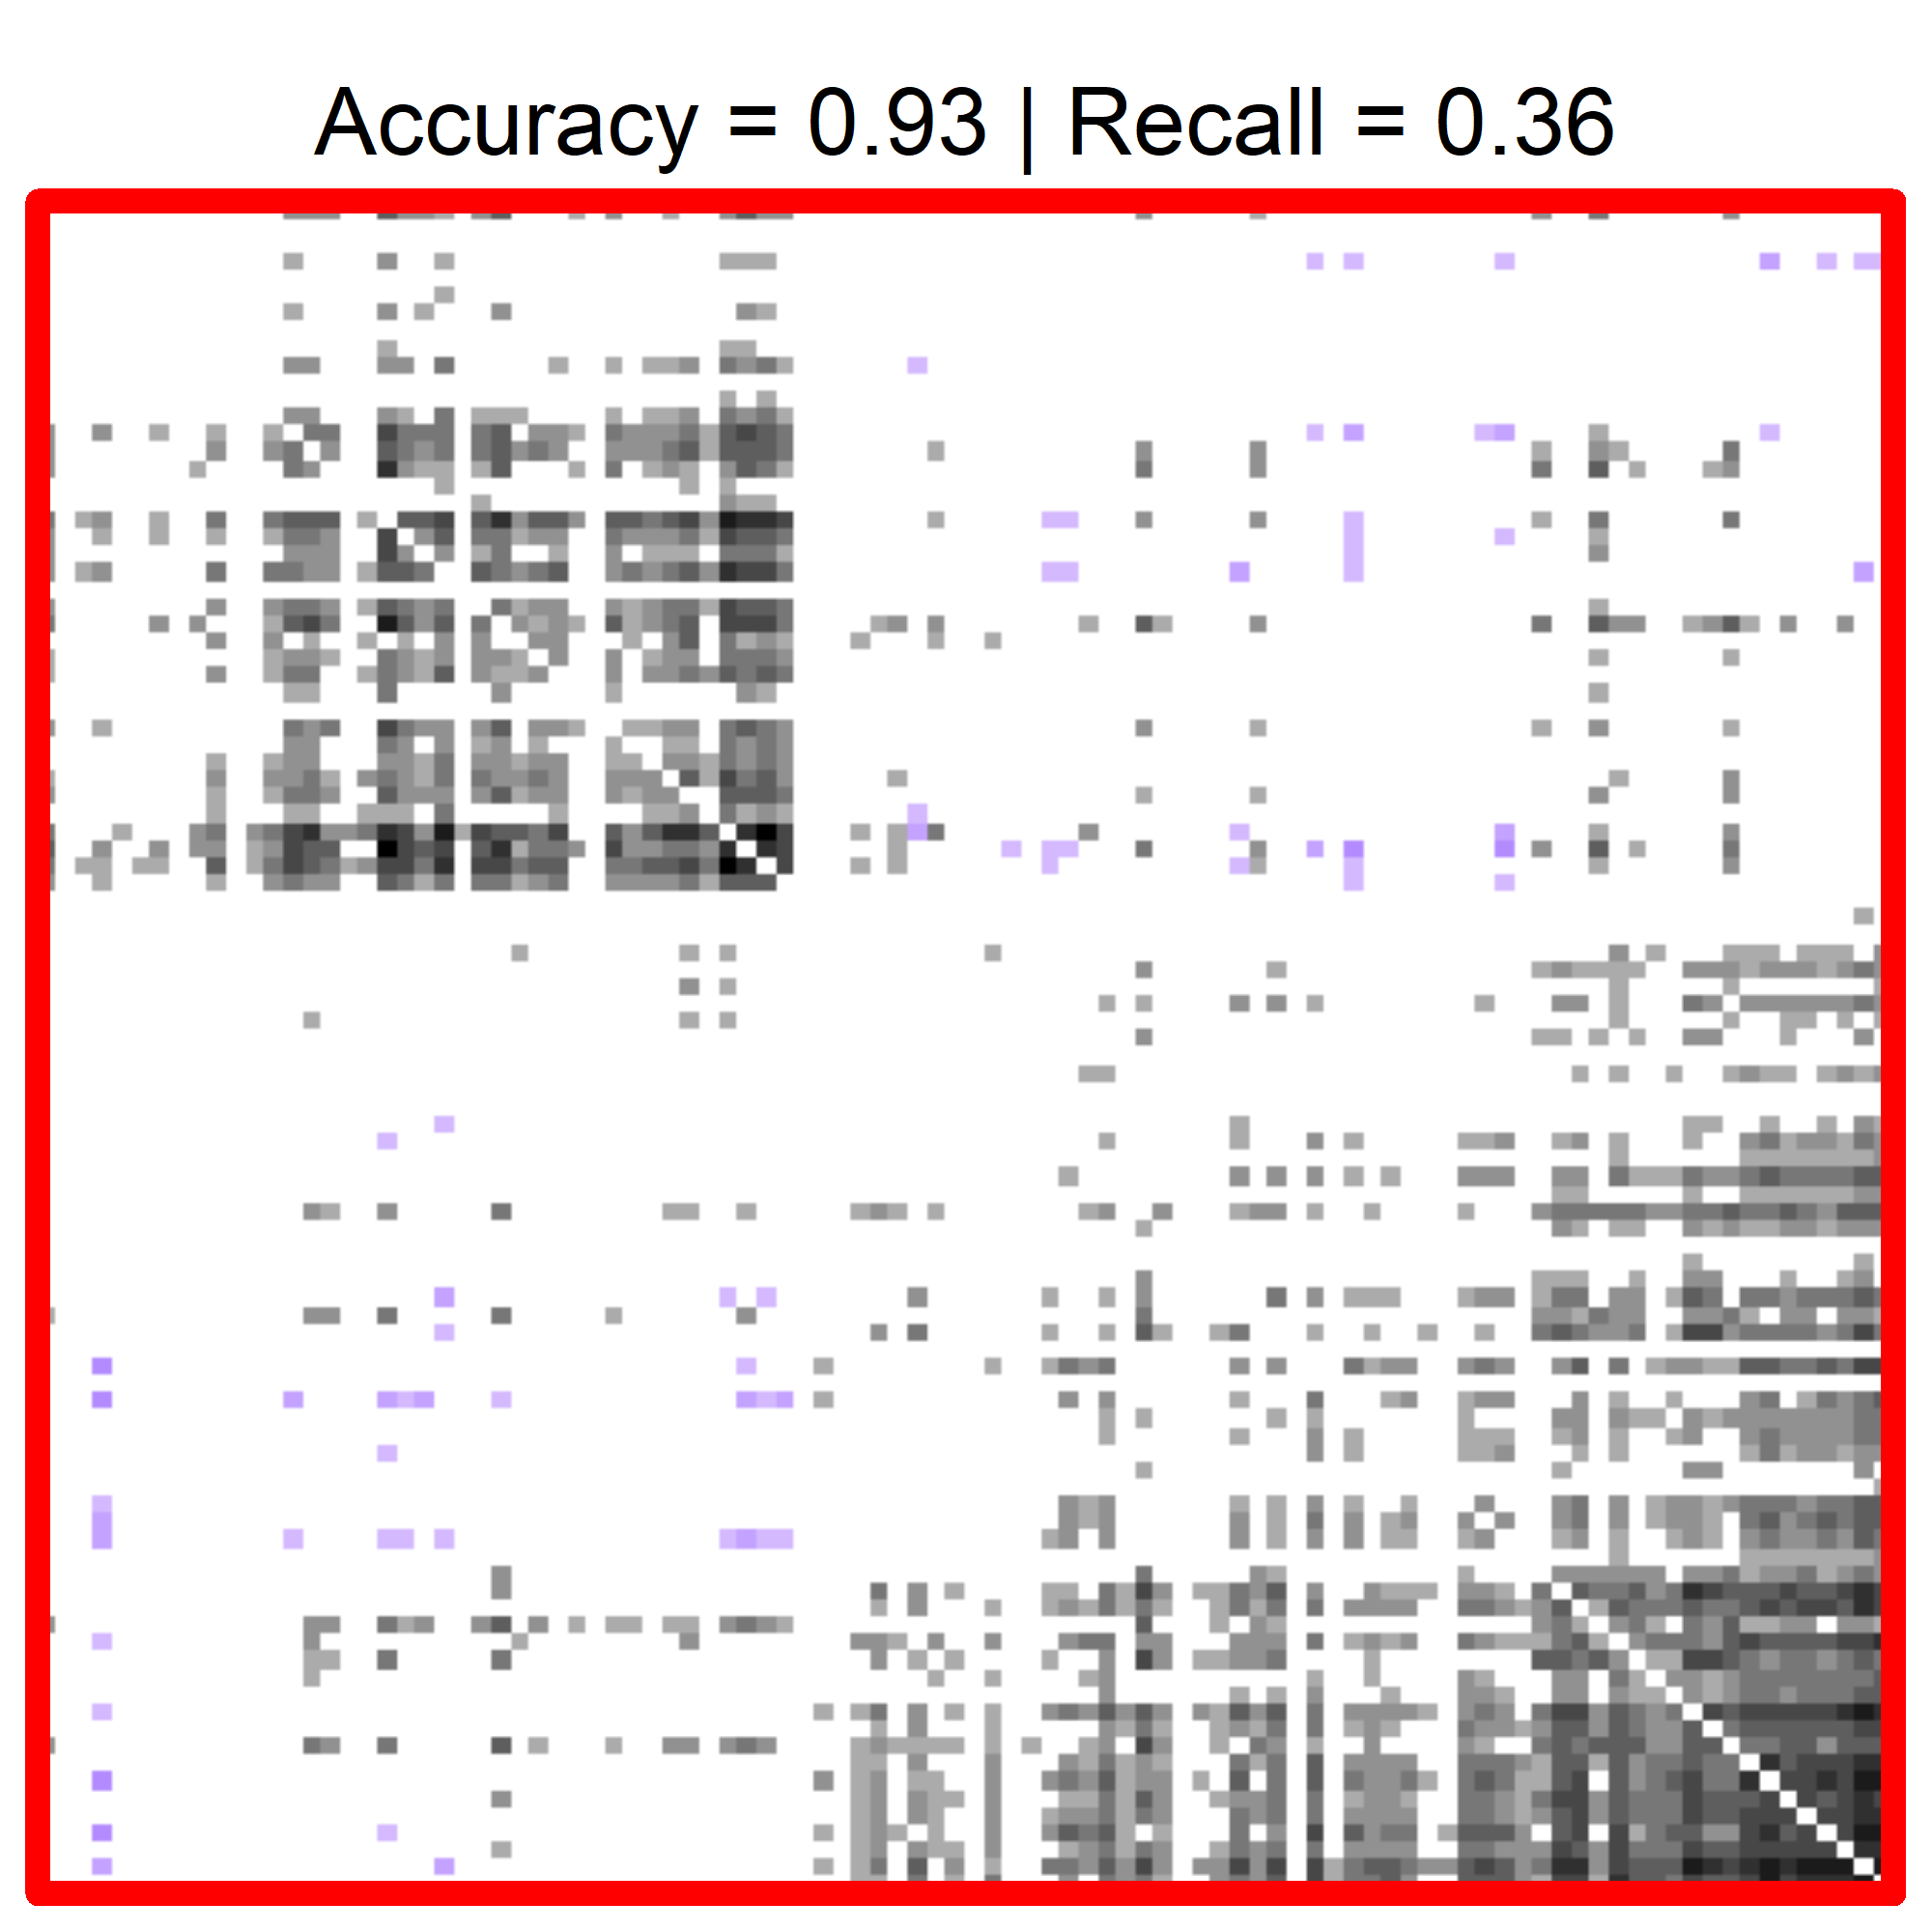 Accuracy = 0.93 | Recall = 0.36